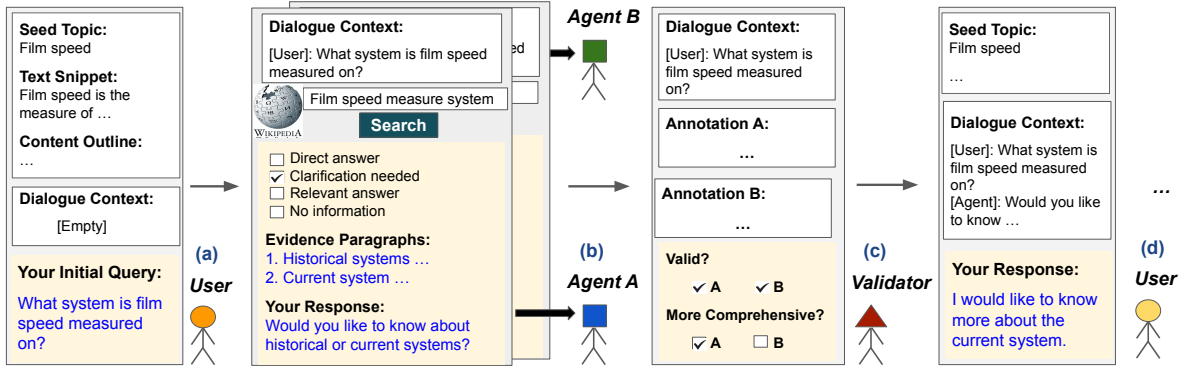 Seed Topic:
Film speed
Text Snippet:
Film speed is the
measure of ...
Content Outline:
...
Dialogue Context:
[Empty]
Your Initial Query:
What system is film
speed measured
on?
(a)
User
Dialogue Context:
[User]: What system is film speed
measured on?
WIKIPEDIA
Film speed measure system
Search
Direct answer
Clarification needed
Relevant answer
No information
Evidence Paragraphs:
1. Historical systems ...
2. Current system ...
Your Response:
Would you like to know about
historical or current systems?
ed
Agent B
(b)
Agent A
Dialogue Context:
[User]: What system is
film speed measured
on?
Annotation A:
...
Annotation B:
...
Valid?
A
B
More Comprehensive?
A
B
(c)
Validator
Seed Topic:
Film speed
...
Dialogue Context:
[User]: What system is
film speed measured
on?
[Agent]: Would you like
to know ...
Your Response:
I would like to know
more about the
current system.
...
(d)
User